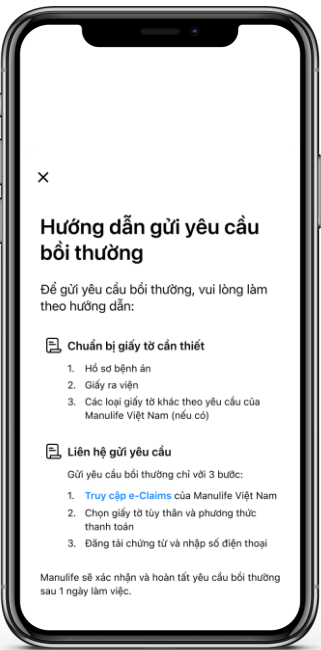 Hướng dẫn gửi yêu cầu
bồi thường
Để gửi yêu cầu bồi thường, vui lòng làm
theo hướng dẫn:
Chuẩn bị giấy tờ cần thiết
1. Hồ sơ bệnh án
2. Giấy ra viện
3. Các loại giấy tờ khác theo yêu cầu của
Manulife Việt Nam (nếu có)
Liên hệ gửi yêu cầu
Gửi yêu cầu bồi thường chỉ với 3 bước:
1. Truy cập e-Claims của Manulife Việt Nam
2. Chọn giấy tờ tùy thân và phương thức
thanh toán
3. Đăng tải chứng từ và nhập số điện thoại
Manulife sẽ xác nhận và hoàn tất yêu cầu bồi thường
sau 1 ngày làm việc.